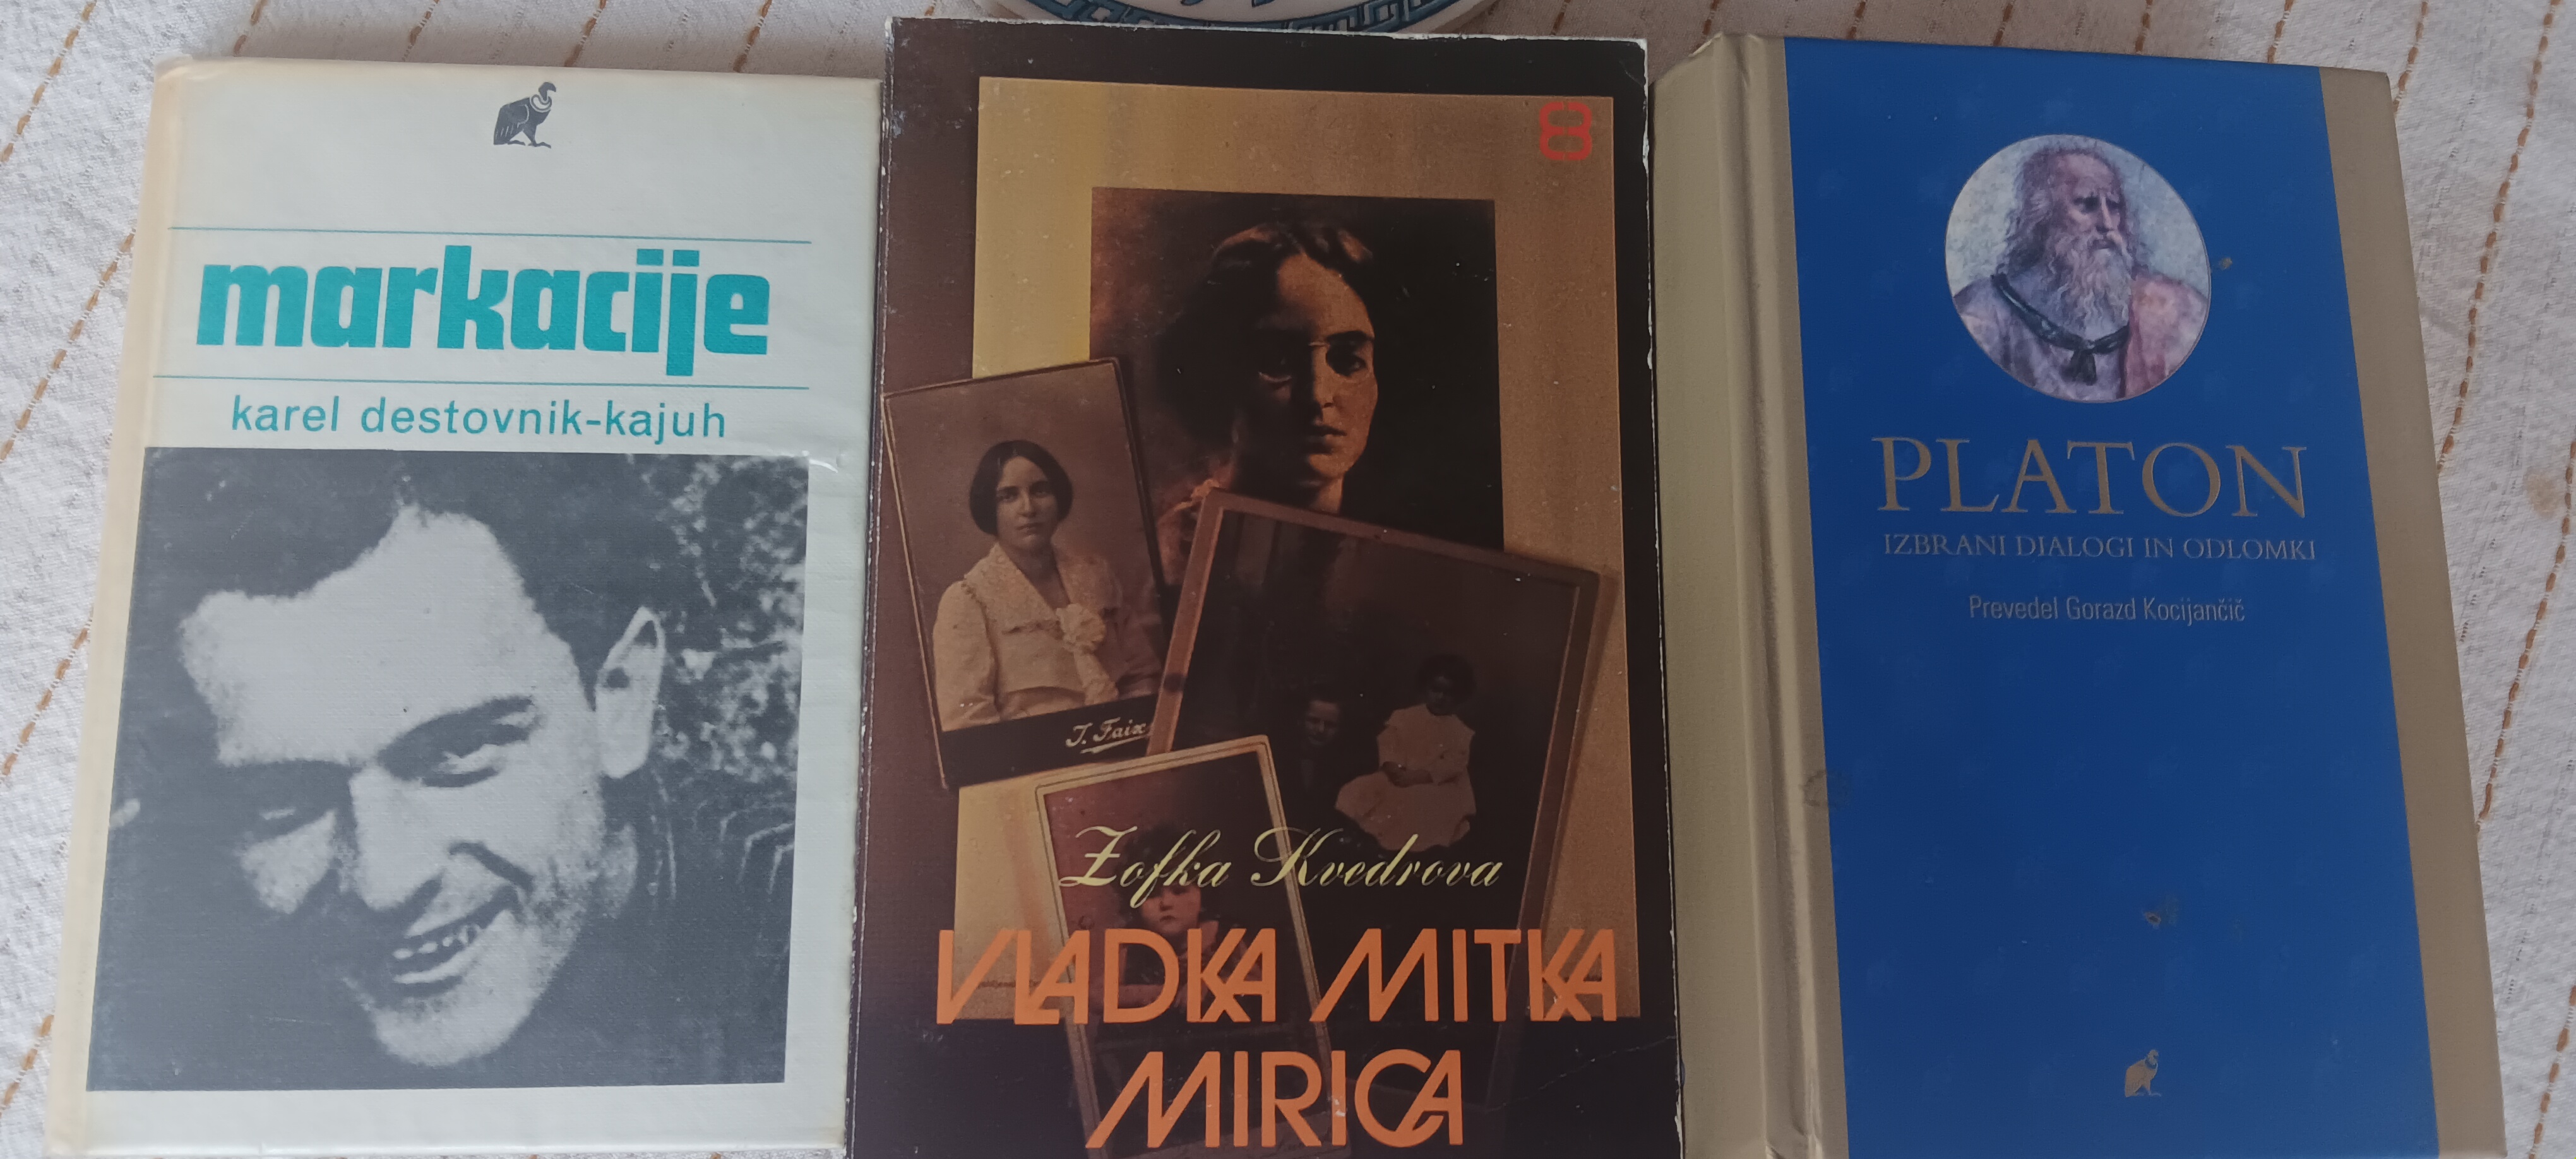 markacije
karel destovnik-kajuh
8
J. Faix
Zofka Kvedrova
VLADKA MITKA
MIRICA
PLATON
IZBRANI DIALOGI IN ODLOMKI
Prevedel Gorazd Kocijančič